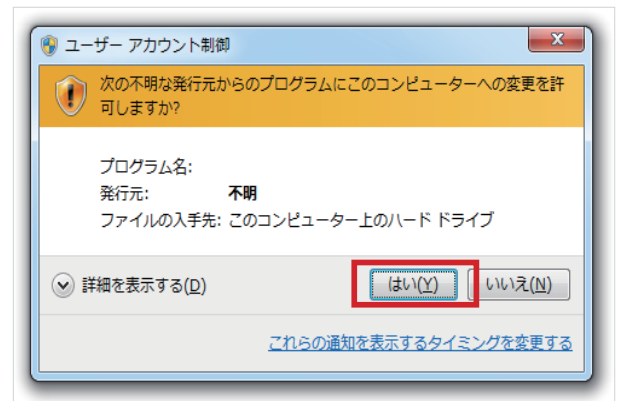 ユーザー アカウント制御
次の不明な発行元からのプログラムにこのコンピューターへの変更を許
可しますか?
プログラム名:
発行元: 不明
ファイルの入手先: このコンピューター上のハード ドライブ
詳細を表示する(D) はい(Y) いいえ(N)
これらの通知を表示するタイミングを変更する